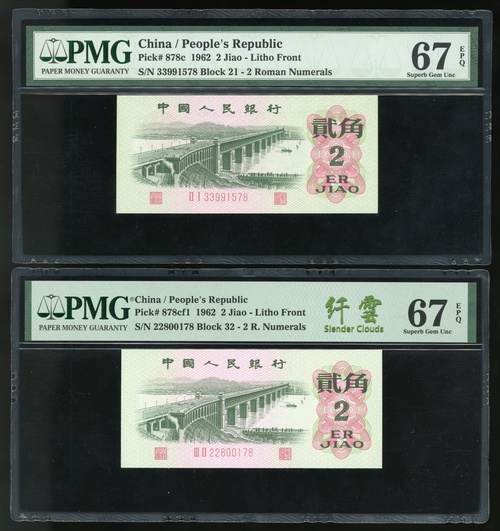 PMG
PAPER MONEY GUARANTY
China / People's Republic
Pick# 878c 1962 2 Jiao - Litho Front
S/N 33991578 Block 21 - 2 Roman Numerals
67 EPQ
Superb Gem Unc
中國人民銀行
貳角
2
ER
JIAO
II I 33991578
PMG
PAPER MONEY GUARANTY
China / People's Republic
Pick# 878cf1 1962 2 Jiao - Litho Front
S/N 22800178 Block 32 - 2 R. Numerals
纤雲
Slender Clouds
67 EPQ
Superb Gem Unc
中國人民銀行
貳角
2
ER
JIAO
III II 22800178